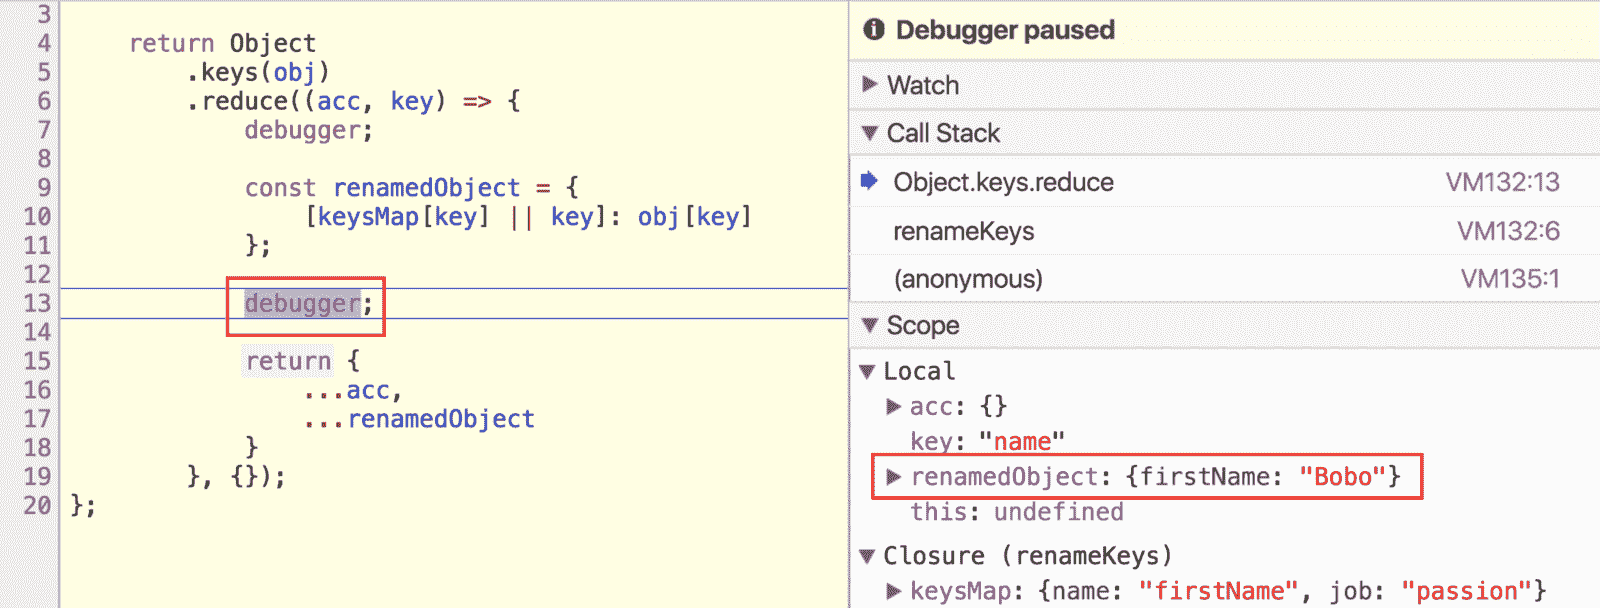 3
4 return Object
5 .keys(obj)
6 .reduce((acc, key) => {
7 debugger;
8
9 const renamedObject = {
10 [keysMap[key] || key]: obj[key]
11 };
12
13 debugger;
14
15 return {
16 ...acc,
17 ...renamedObject
18 }
19 }, {});
20 };
Debugger paused
Watch
Call Stack
Object.keys.reduce VM132:13
renameKeys VM132:6
(anonymous) VM135:1
Scope
Local
acc: {}
key: "name"
renamedObject: {firstName: "Bobo"}
this: undefined
Closure (renameKeys)
keysMap: {name: "firstName", job: "passion"}